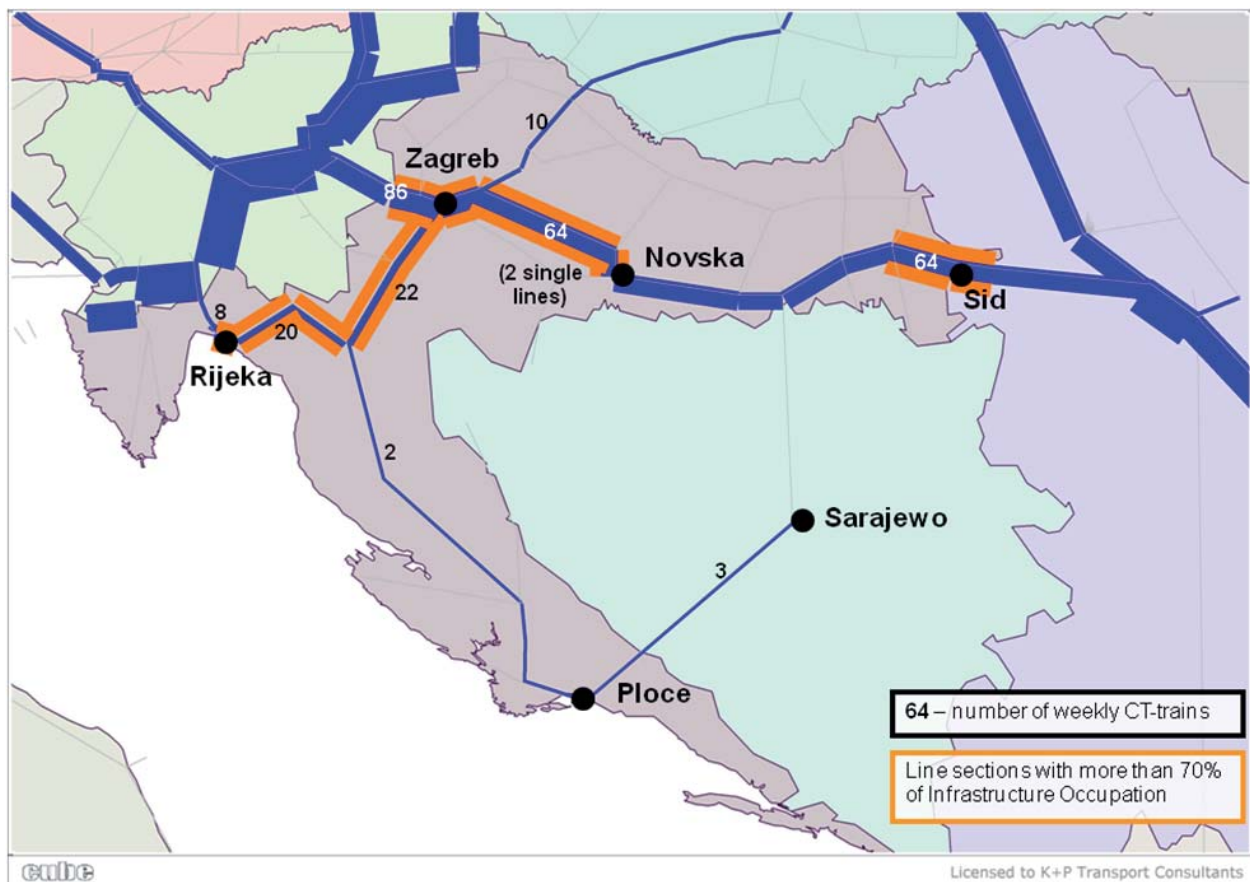 10
Zagreb
86
64
Novska
(2 single
lines)
64
Sid
22
8
20
Rijeka
2
Sarajewo
3
Ploce
64 – number of weekly CT-trains
Line sections with more than 70%
of Infrastructure Occupation
cube
Licensed to K+P Transport Consultants